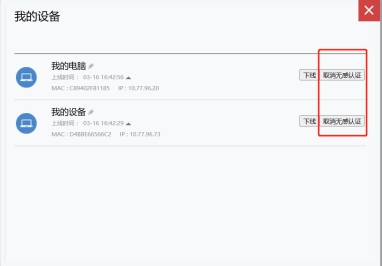 我的设备
我的电脑
上线时间： 03-16 16:42:56
下线 取消无感认证
MAC : C89402F81185 IP : 10.77.96.20
我的设备
上线时间： 03-16 16:42:29
下线 取消无感认证
MAC : D48BE66566C2 IP : 10.77.96.73